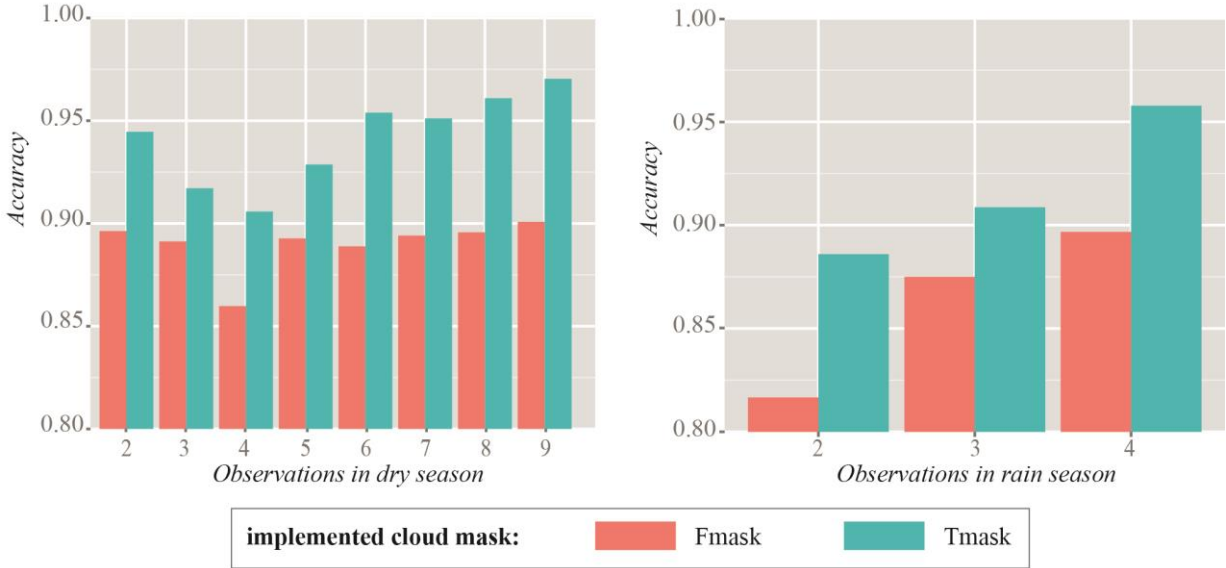 1.00
0.95
0.90
0.85
0.80
Accuracy
2 3 4 5 6 7 8 9
Observations in dry season
1.00
0.95
0.90
0.85
0.80
Accuracy
2 3 4
Observations in rain season
implemented cloud mask: Fmask Tmask